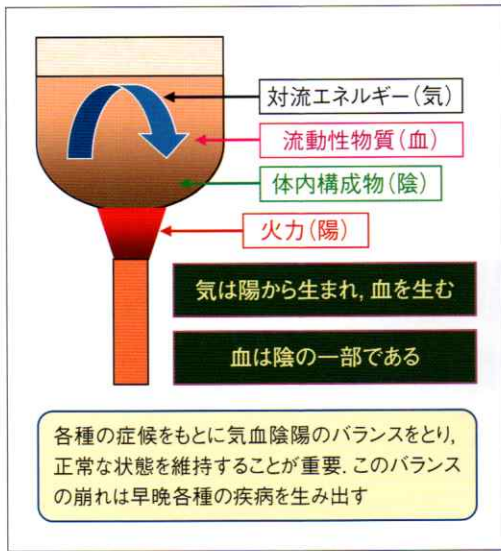 対流エネルギー(気)
流動性物質(血)
体内構成物(陰)
火力(陽)
気は陽から生まれ,血を生む
血は陰の一部である
各種の症候をもとに気血陰陽のバランスをとり,
正常な状態を維持することが重要.このバランス
の崩れは早晩各種の疾病を生み出す